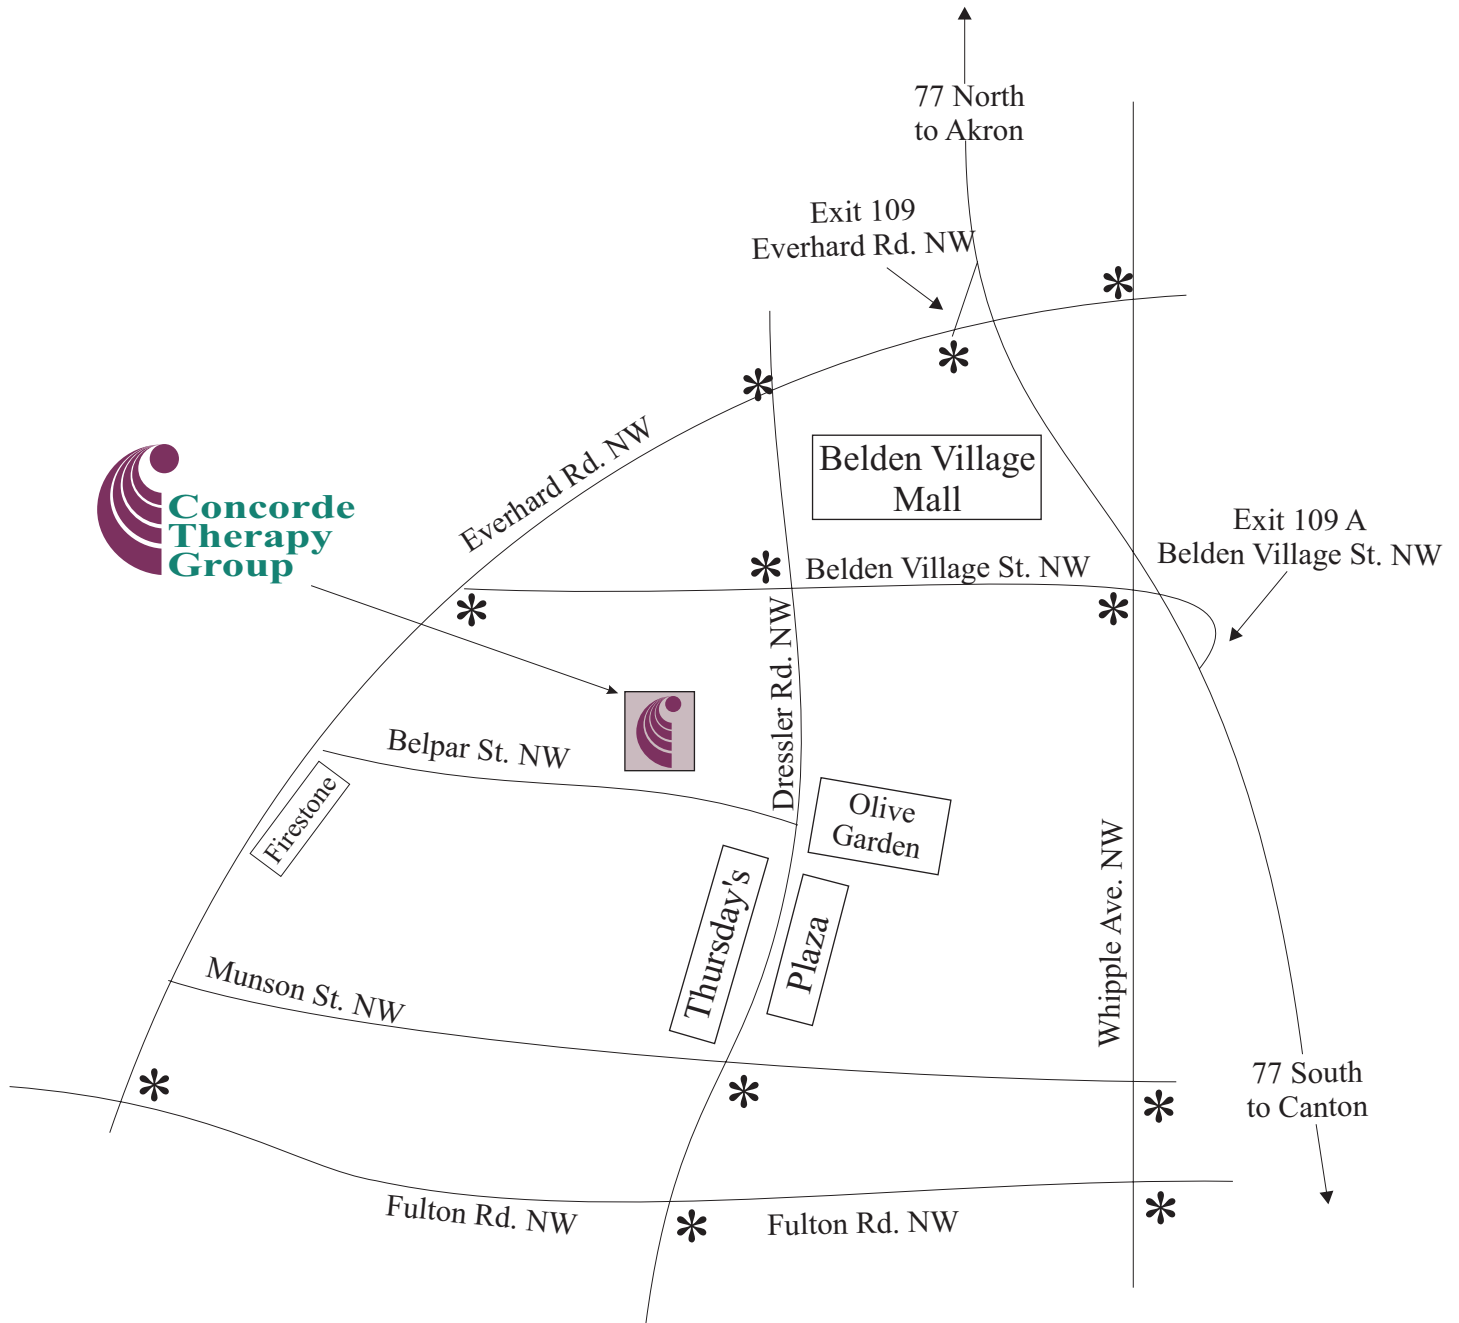 77 North
to Akron
Exit 109
Everhard Rd. NW
Everhard Rd. NW
Belden Village
Mall
Concorde
Therapy
Group
Exit 109 A
Belden Village St. NW
Belden Village St. NW
Dressler Rd. NW
Belpar St. NW
Firestone
Olive
Garden
Thursday's
Plaza
Whipple Ave. NW
Munson St. NW
77 South
to Canton
Fulton Rd. NW
Fulton Rd. NW